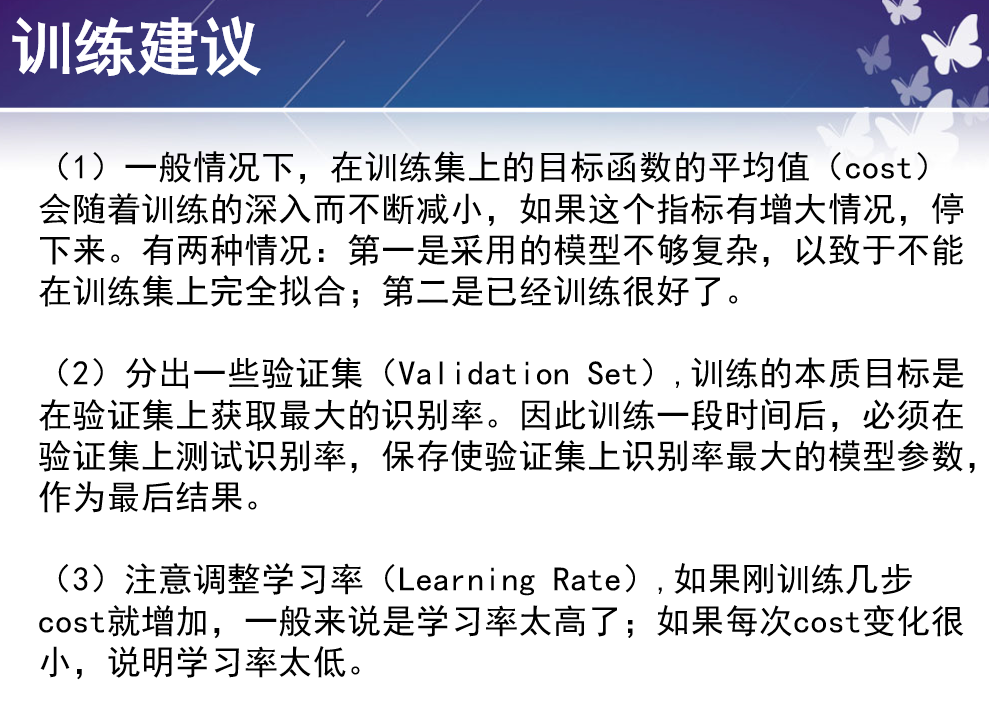 训练建议
（1）一般情况下，在训练集上的目标函数的平均值（cost）
会随着训练的深入而不断减小，如果这个指标有增大情况，停
下来。有两种情况：第一是采用的模型不够复杂，以致于不能
在训练集上完全拟合；第二是已经训练很好了。
（2）分出一些验证集（Validation Set）,训练的本质目标是
在验证集上获取最大的识别率。因此训练一段时间后，必须在
验证集上测试识别率，保存使验证集上识别率最大的模型参数，
作为最后结果。
（3）注意调整学习率（Learning Rate）,如果刚训练几步
cost就增加，一般来说是学习率太高了；如果每次cost变化很
小，说明学习率太低。